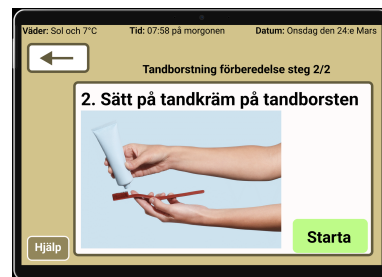 Väder: Sol och 7°C Tid: 07:58 på morgonen Datum: Onsdag den 24:e Mars
Tandborstning förberedelse steg 2/2
2. Sätt på tandkräm på tandborsten
Starta
Hjälp